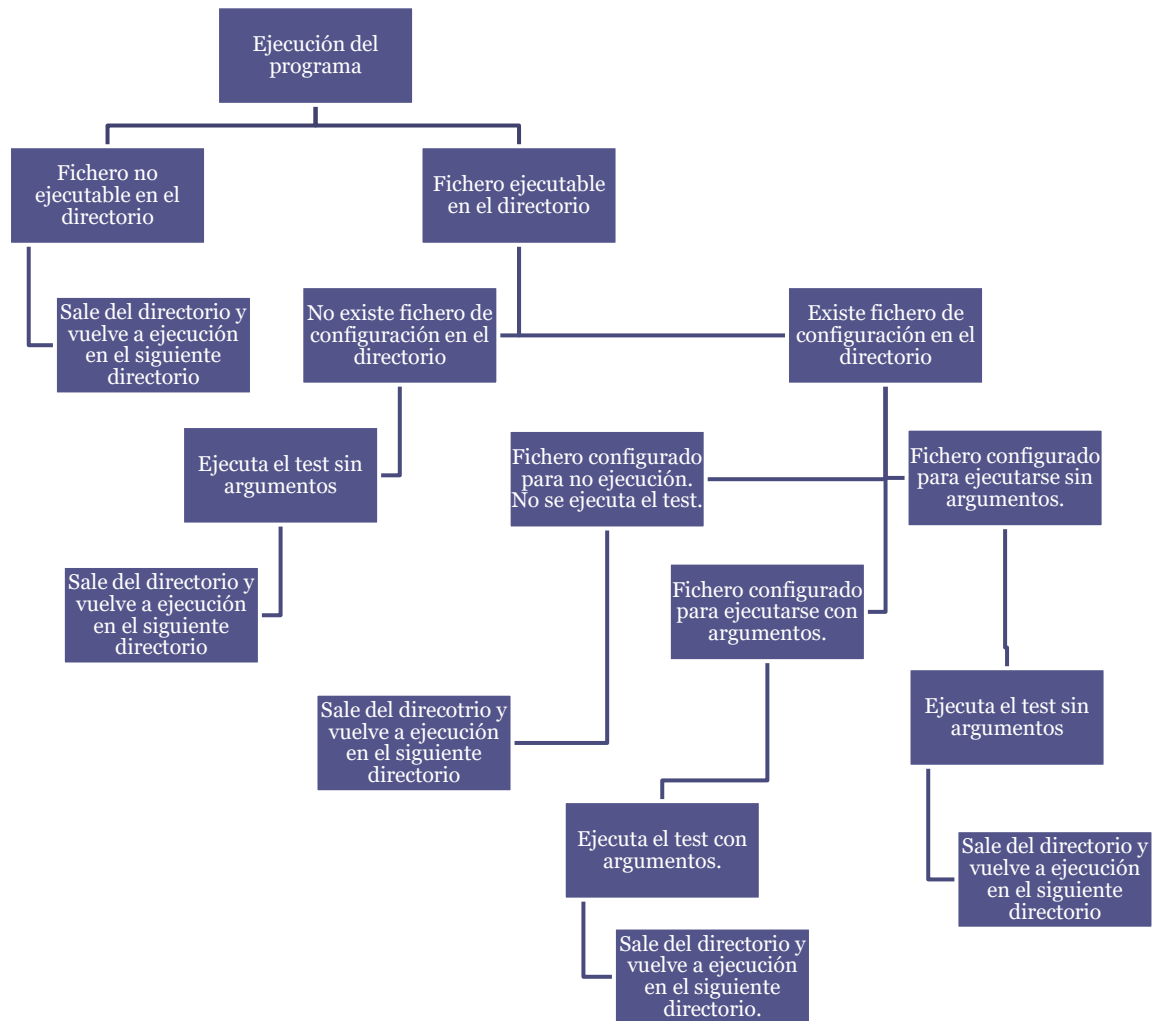 Ejecución del
programa
Fichero no
ejecutable en el
directorio
Fichero ejecutable
en el directorio
Sale del directorio y
vuelve a ejecución
en el siguiente
directorio
No existe fichero de
configuración en el
directorio
Existe fichero de
configuración en el
directorio
Ejecuta el test sin
argumentos
Fichero configurado
para no ejecución.
No se ejecuta el test.
Fichero configurado
para ejecutarse sin
argumentos.
Sale del directorio y
vuelve a ejecución
en el siguiente
directorio
Fichero configurado
para ejecutarse con
argumentos.
Sale del direcotrio y
vuelve a ejecución
en el siguiente
directorio
Ejecuta el test sin
argumentos
Ejecuta el test con
argumentos.
Sale del directorio y
vuelve a ejecución
en el siguiente
directorio
Sale del directorio y
vuelve a ejecución
en el siguiente
directorio.